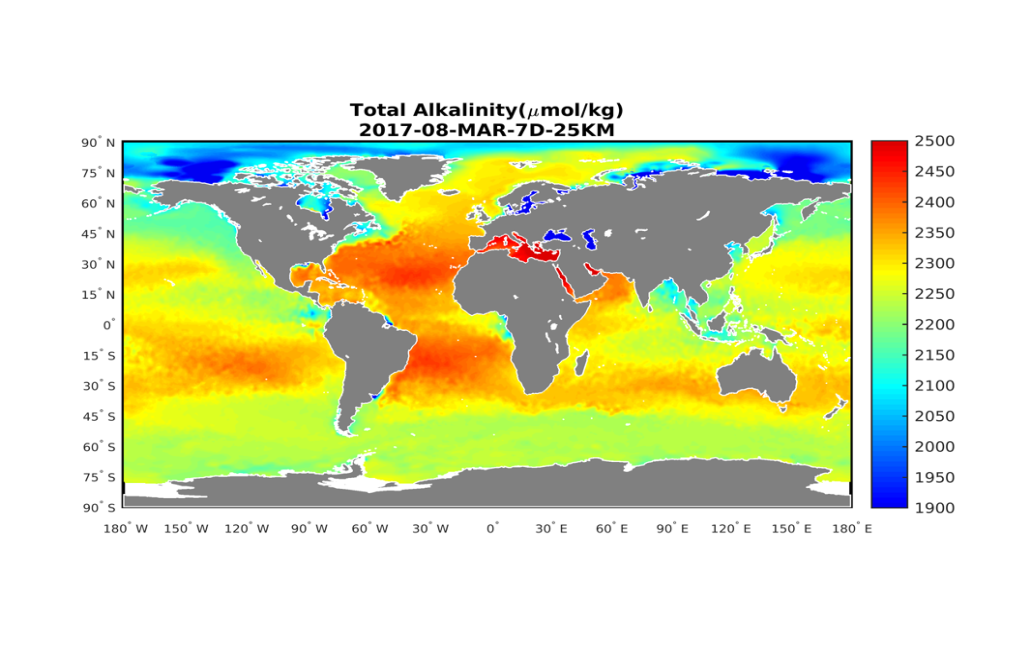 Total Alkalinity(μmol/kg)
2017-08-MAR-7D-25KM
90° N
75° N
60° N
45° N
30° N
15° N
0°
15° S
30° S
45° S
60° S
75° S
90° S
180° W 150° W 120° W 90° W 60° W 30° W 0° 30° E 60° E 90° E 120° E 150° E 180° E
2500
2450
2400
2350
2300
2250
2200
2150
2100
2050
2000
1950
1900